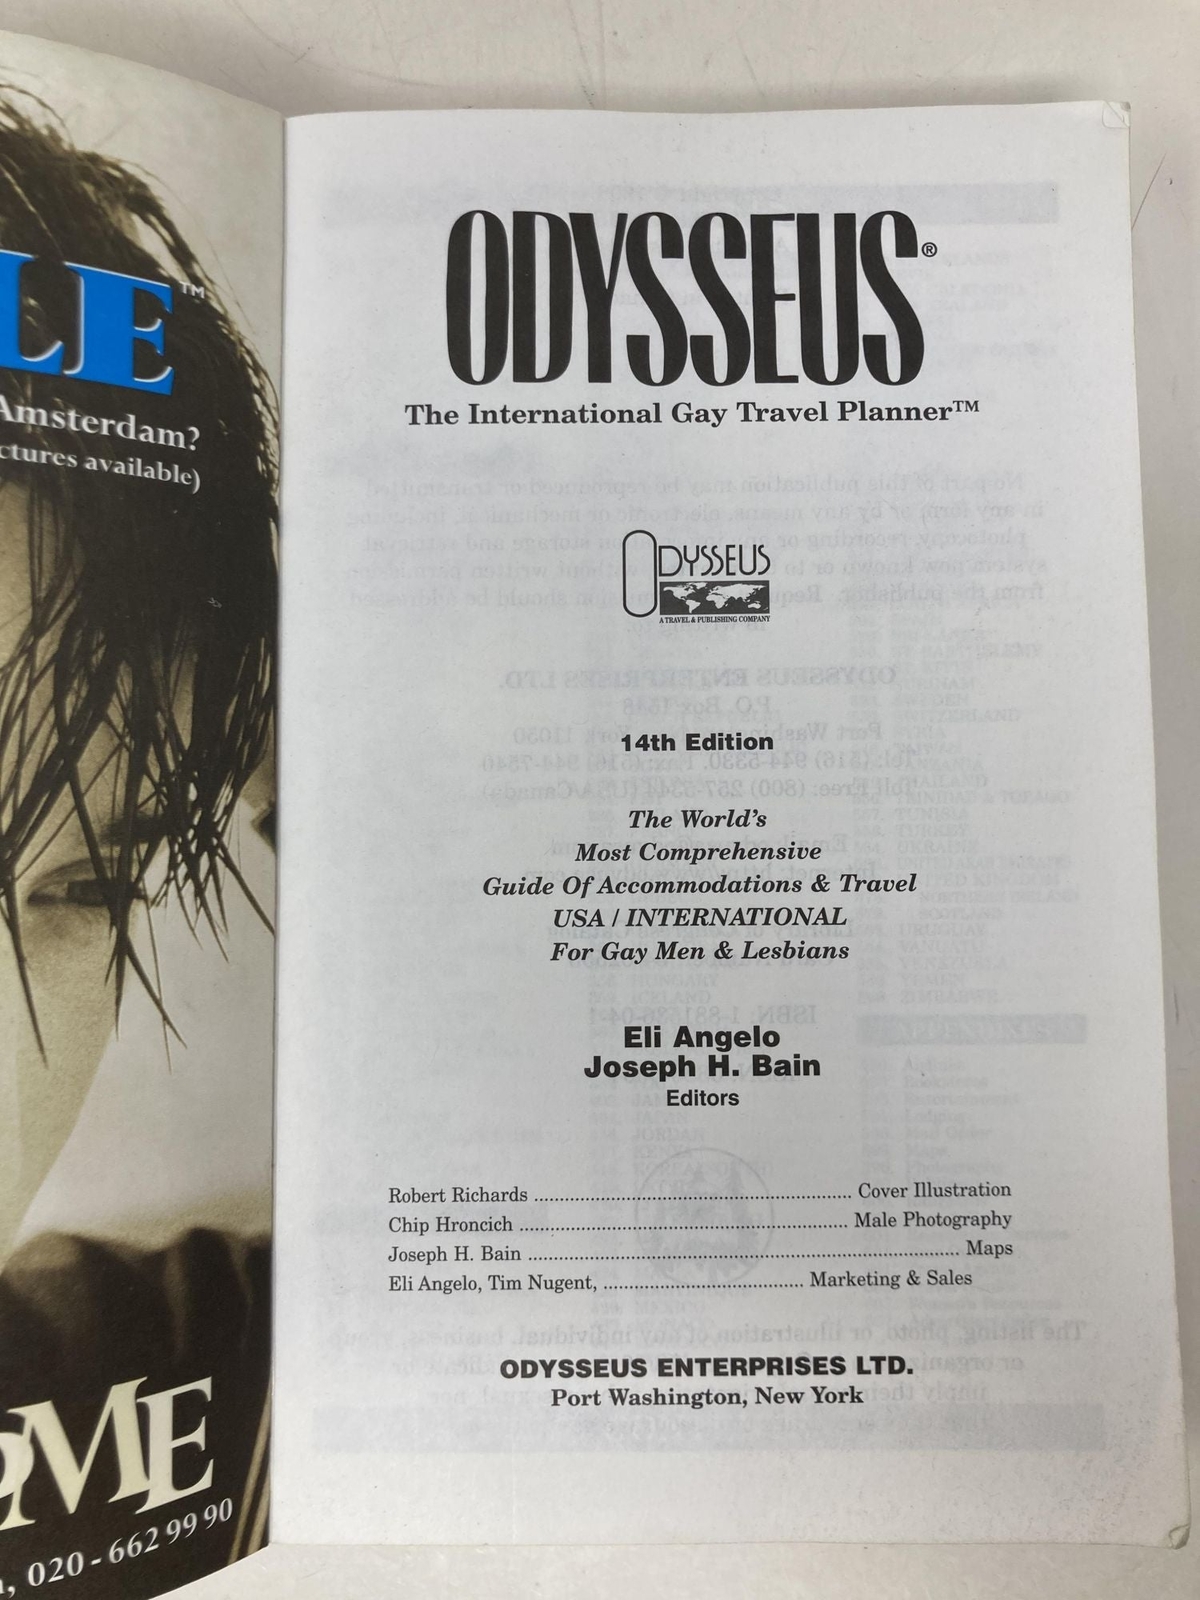 LE™
Amsterdam?
ctures available)
ME
020-662 99 90
ODYSSEUS®
The International Gay Travel Planner™
ODYSSEUS
A TRAVEL & PUBLISHING COMPANY
14th Edition
The World's
Most Comprehensive
Guide Of Accommodations & Travel
USA / INTERNATIONAL
For Gay Men & Lesbians
Eli Angelo
Joseph H. Bain
Editors
Robert Richards ........................................................ Cover Illustration
Chip Hroncich ........................................................... Male Photography
Joseph H. Bain .............................................................................. Maps
Eli Angelo, Tim Nugent, .................................... Marketing & Sales
ODYSSEUS ENTERPRISES LTD.
Port Washington, New York